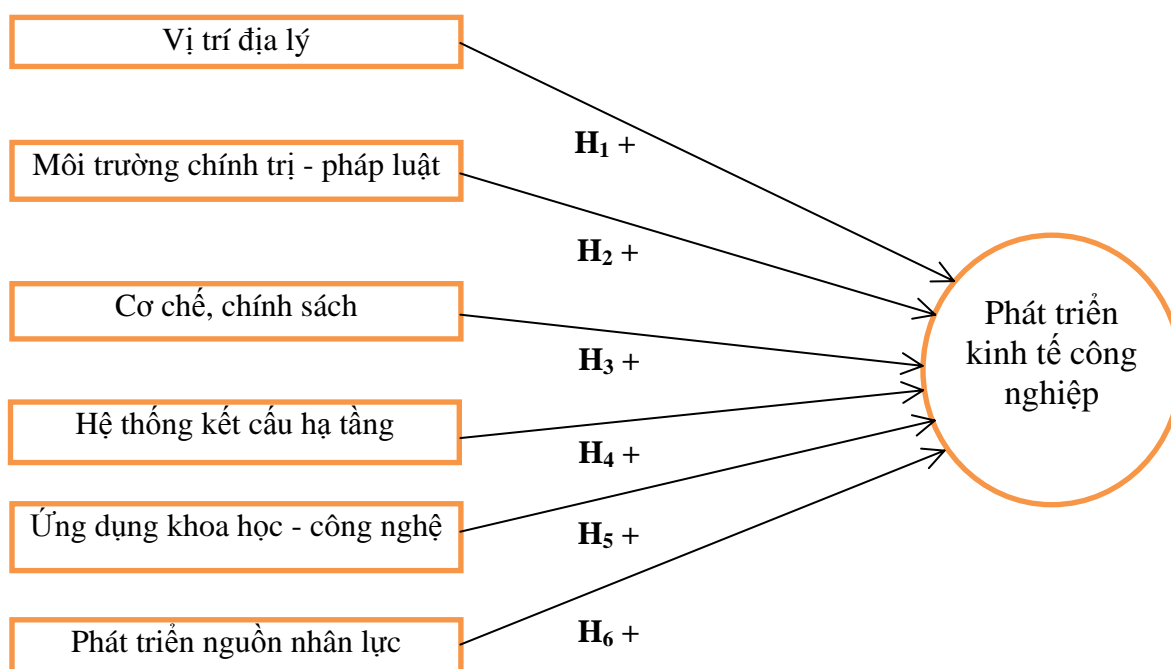 Vị trí địa lý
H₁ +
Môi trường chính trị - pháp luật
H₂ +
Cơ chế, chính sách
H₃ +
Hệ thống kết cấu hạ tầng
H₄ +
Ứng dụng khoa học - công nghệ
H₅ +
Phát triển nguồn nhân lực
H₆ +
Phát triển
kinh tế công
nghiệp